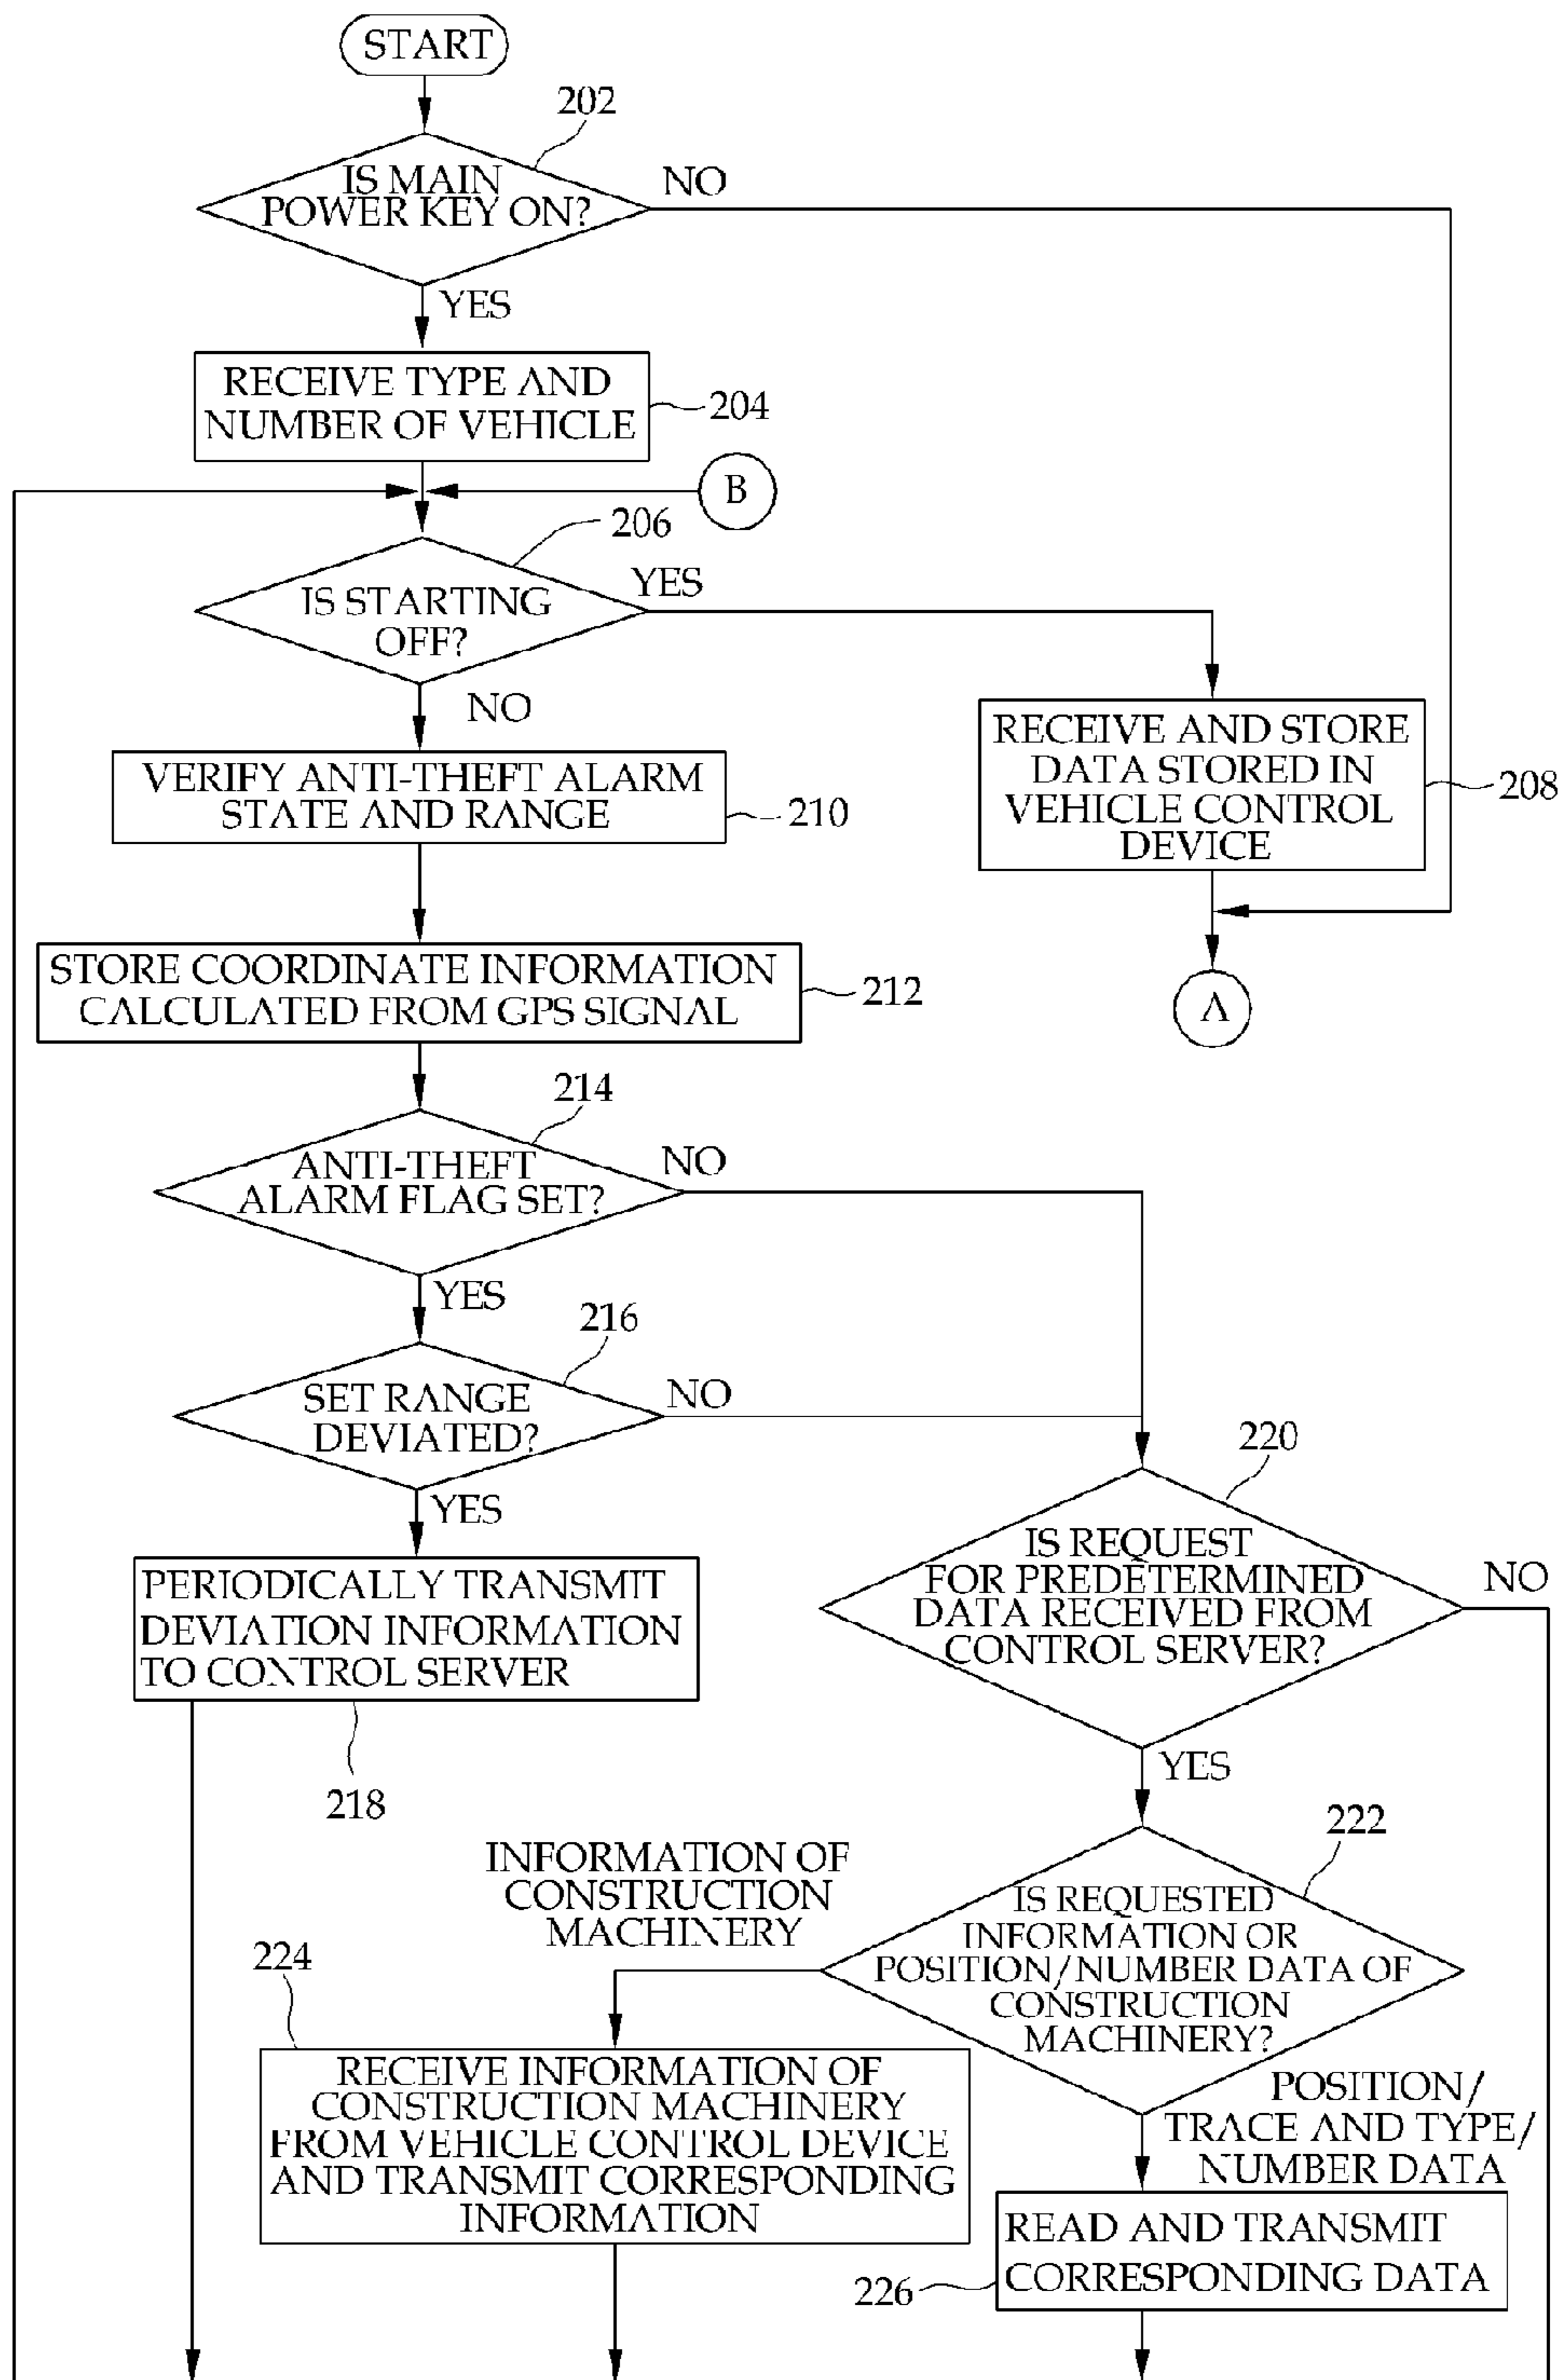 START
202
IS MAIN
POWER KEY ON?
NO
YES
RECEIVE TYPE AND
NUMBER OF VEHICLE
204
B
206
IS STARTING
OFF?
YES
NO
RECEIVE AND STORE
DATA STORED IN
VEHICLE CONTROL
DEVICE
208
VERIFY ANTI-THEFT ALARM
STATE AND RANGE
210
STORE COORDINATE INFORMATION
CALCULATED FROM GPS SIGNAL
212
A
214
ANTI-THEFT
ALARM FLAG SET?
NO
YES
216
SET RANGE
DEVIATED?
NO
YES
220
IS REQUEST
FOR PREDETERMINED
DATA RECEIVED FROM
CONTROL SERVER?
NO
YES
PERIODICALLY TRANSMIT
DEVIATION INFORMATION
TO CONTROL SERVER
218
222
IS REQUESTED
INFORMATION OR
POSITION/NUMBER DATA OF
CONSTRUCTION
MACHINERY?
INFORMATION OF
CONSTRUCTION
MACHINERY
224
RECEIVE INFORMATION OF
CONSTRUCTION MACHINERY
FROM VEHICLE CONTROL DEVICE
AND TRANSMIT CORRESPONDING
INFORMATION
POSITION/
TRACE AND TYPE/
NUMBER DATA
READ AND TRANSMIT
CORRESPONDING DATA
226